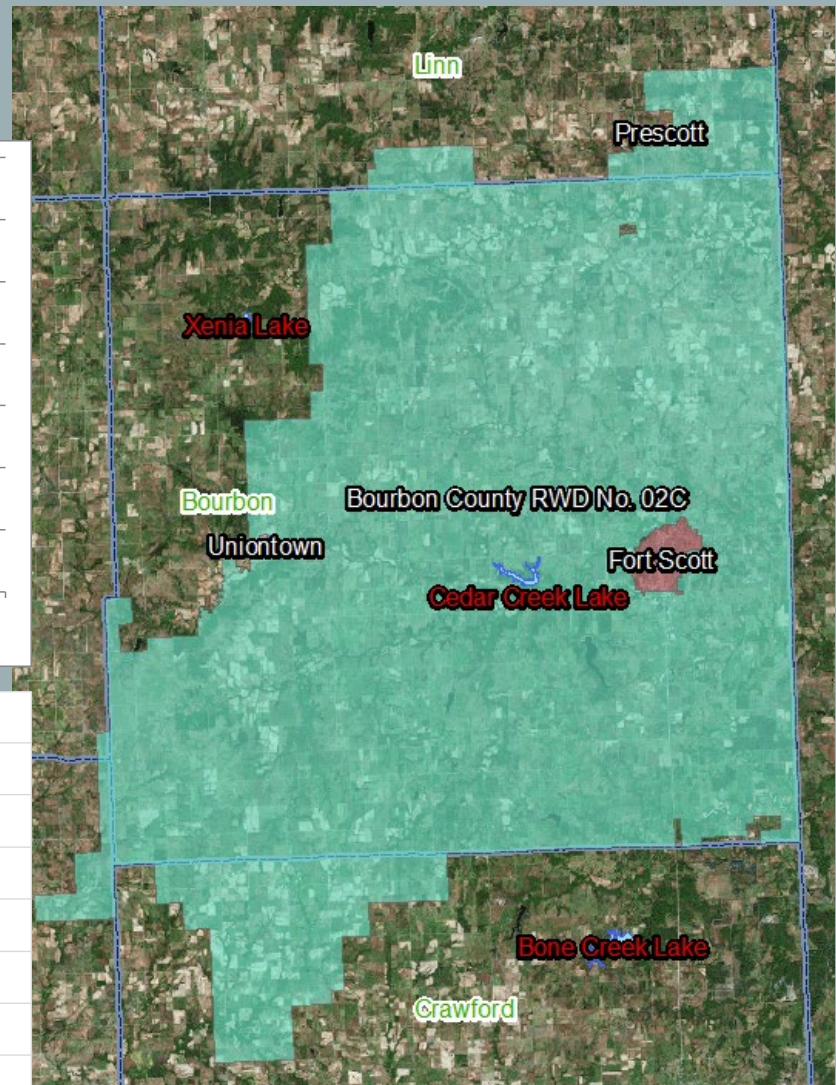 Linn
Prescott
Xenia Lake
Bourbon
Bourbon County RWD No. 02C
Uniontown
Fort Scott
Cedar Creek Lake
Bone Creek Lake
Crawford